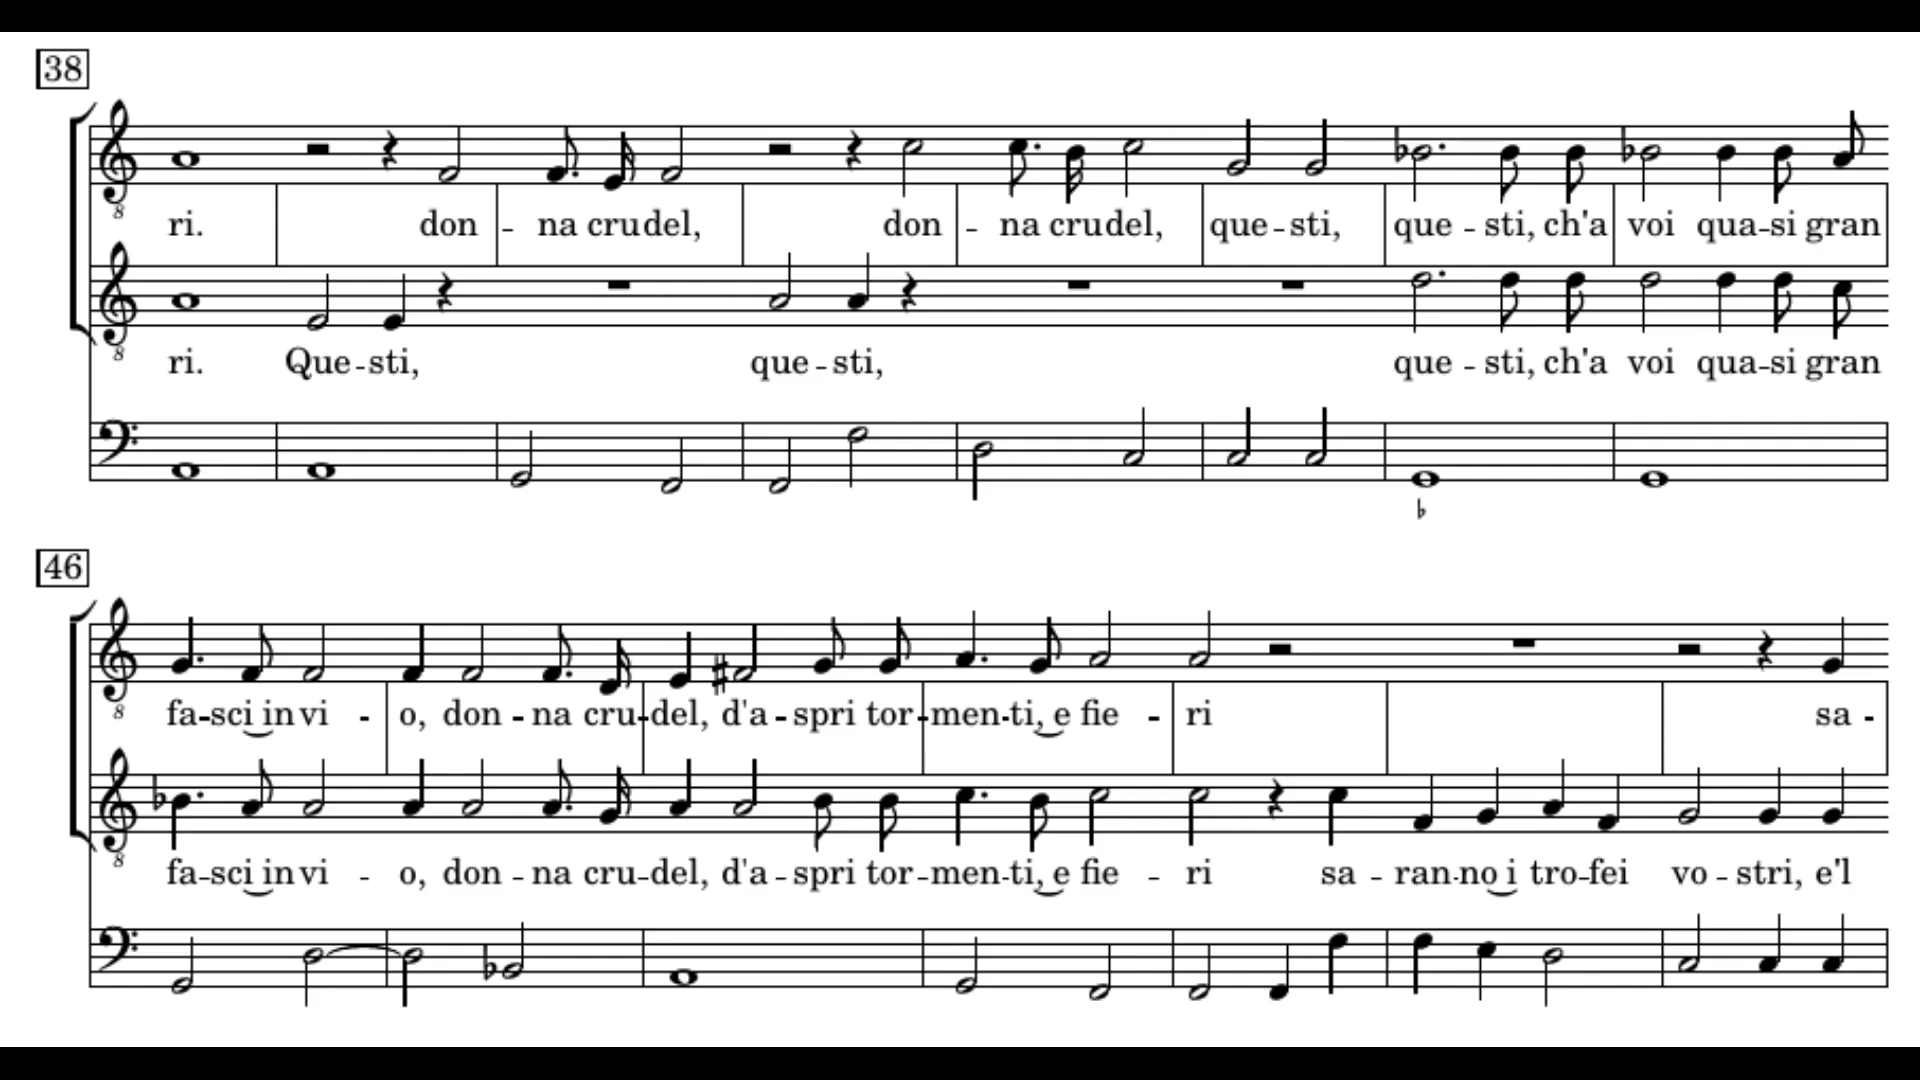 38
ri. don - na crudel, don - na crudel, que - sti, que - sti, ch'a voi qua - si gran
ri. Que - sti, que - sti, que - sti, ch'a voi qua - si gran
46
fa - sci in vi - o, don - na cru - del, d'a - spri tor - men - ti, e fie - ri sa -
fa - sci in vi - o, don - na cru - del, d'a - spri tor - men - ti, e fie - ri sa - ran - no i tro - fei vo - stri, e'l